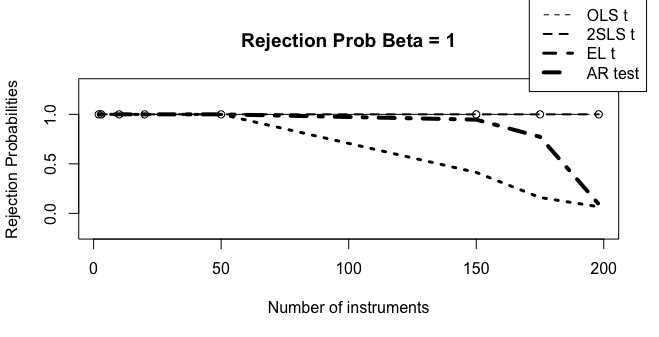 OLS t
2SLS t
EL t
AR test
Rejection Prob Beta = 1
Rejection Probabilities
1.0
0.5
0.0
0 50 100 150 200
Number of instruments